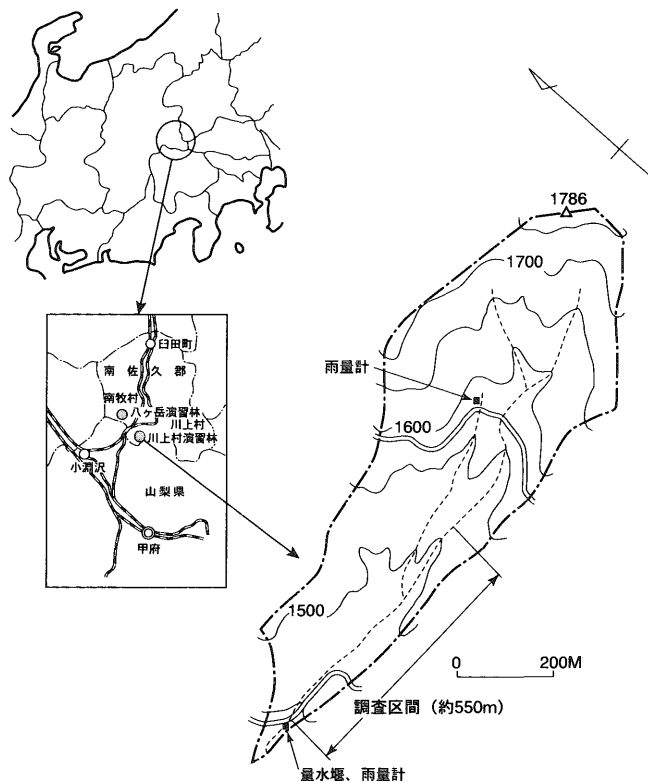 1786
1700
雨量計
1600
1500
0 200M
調査区間（約550m）
量水堰、雨量計
臼田町
南佐久郡
南牧村
八ヶ岳演習林
川上村
川上村演習林
小淵沢
山梨県
甲府